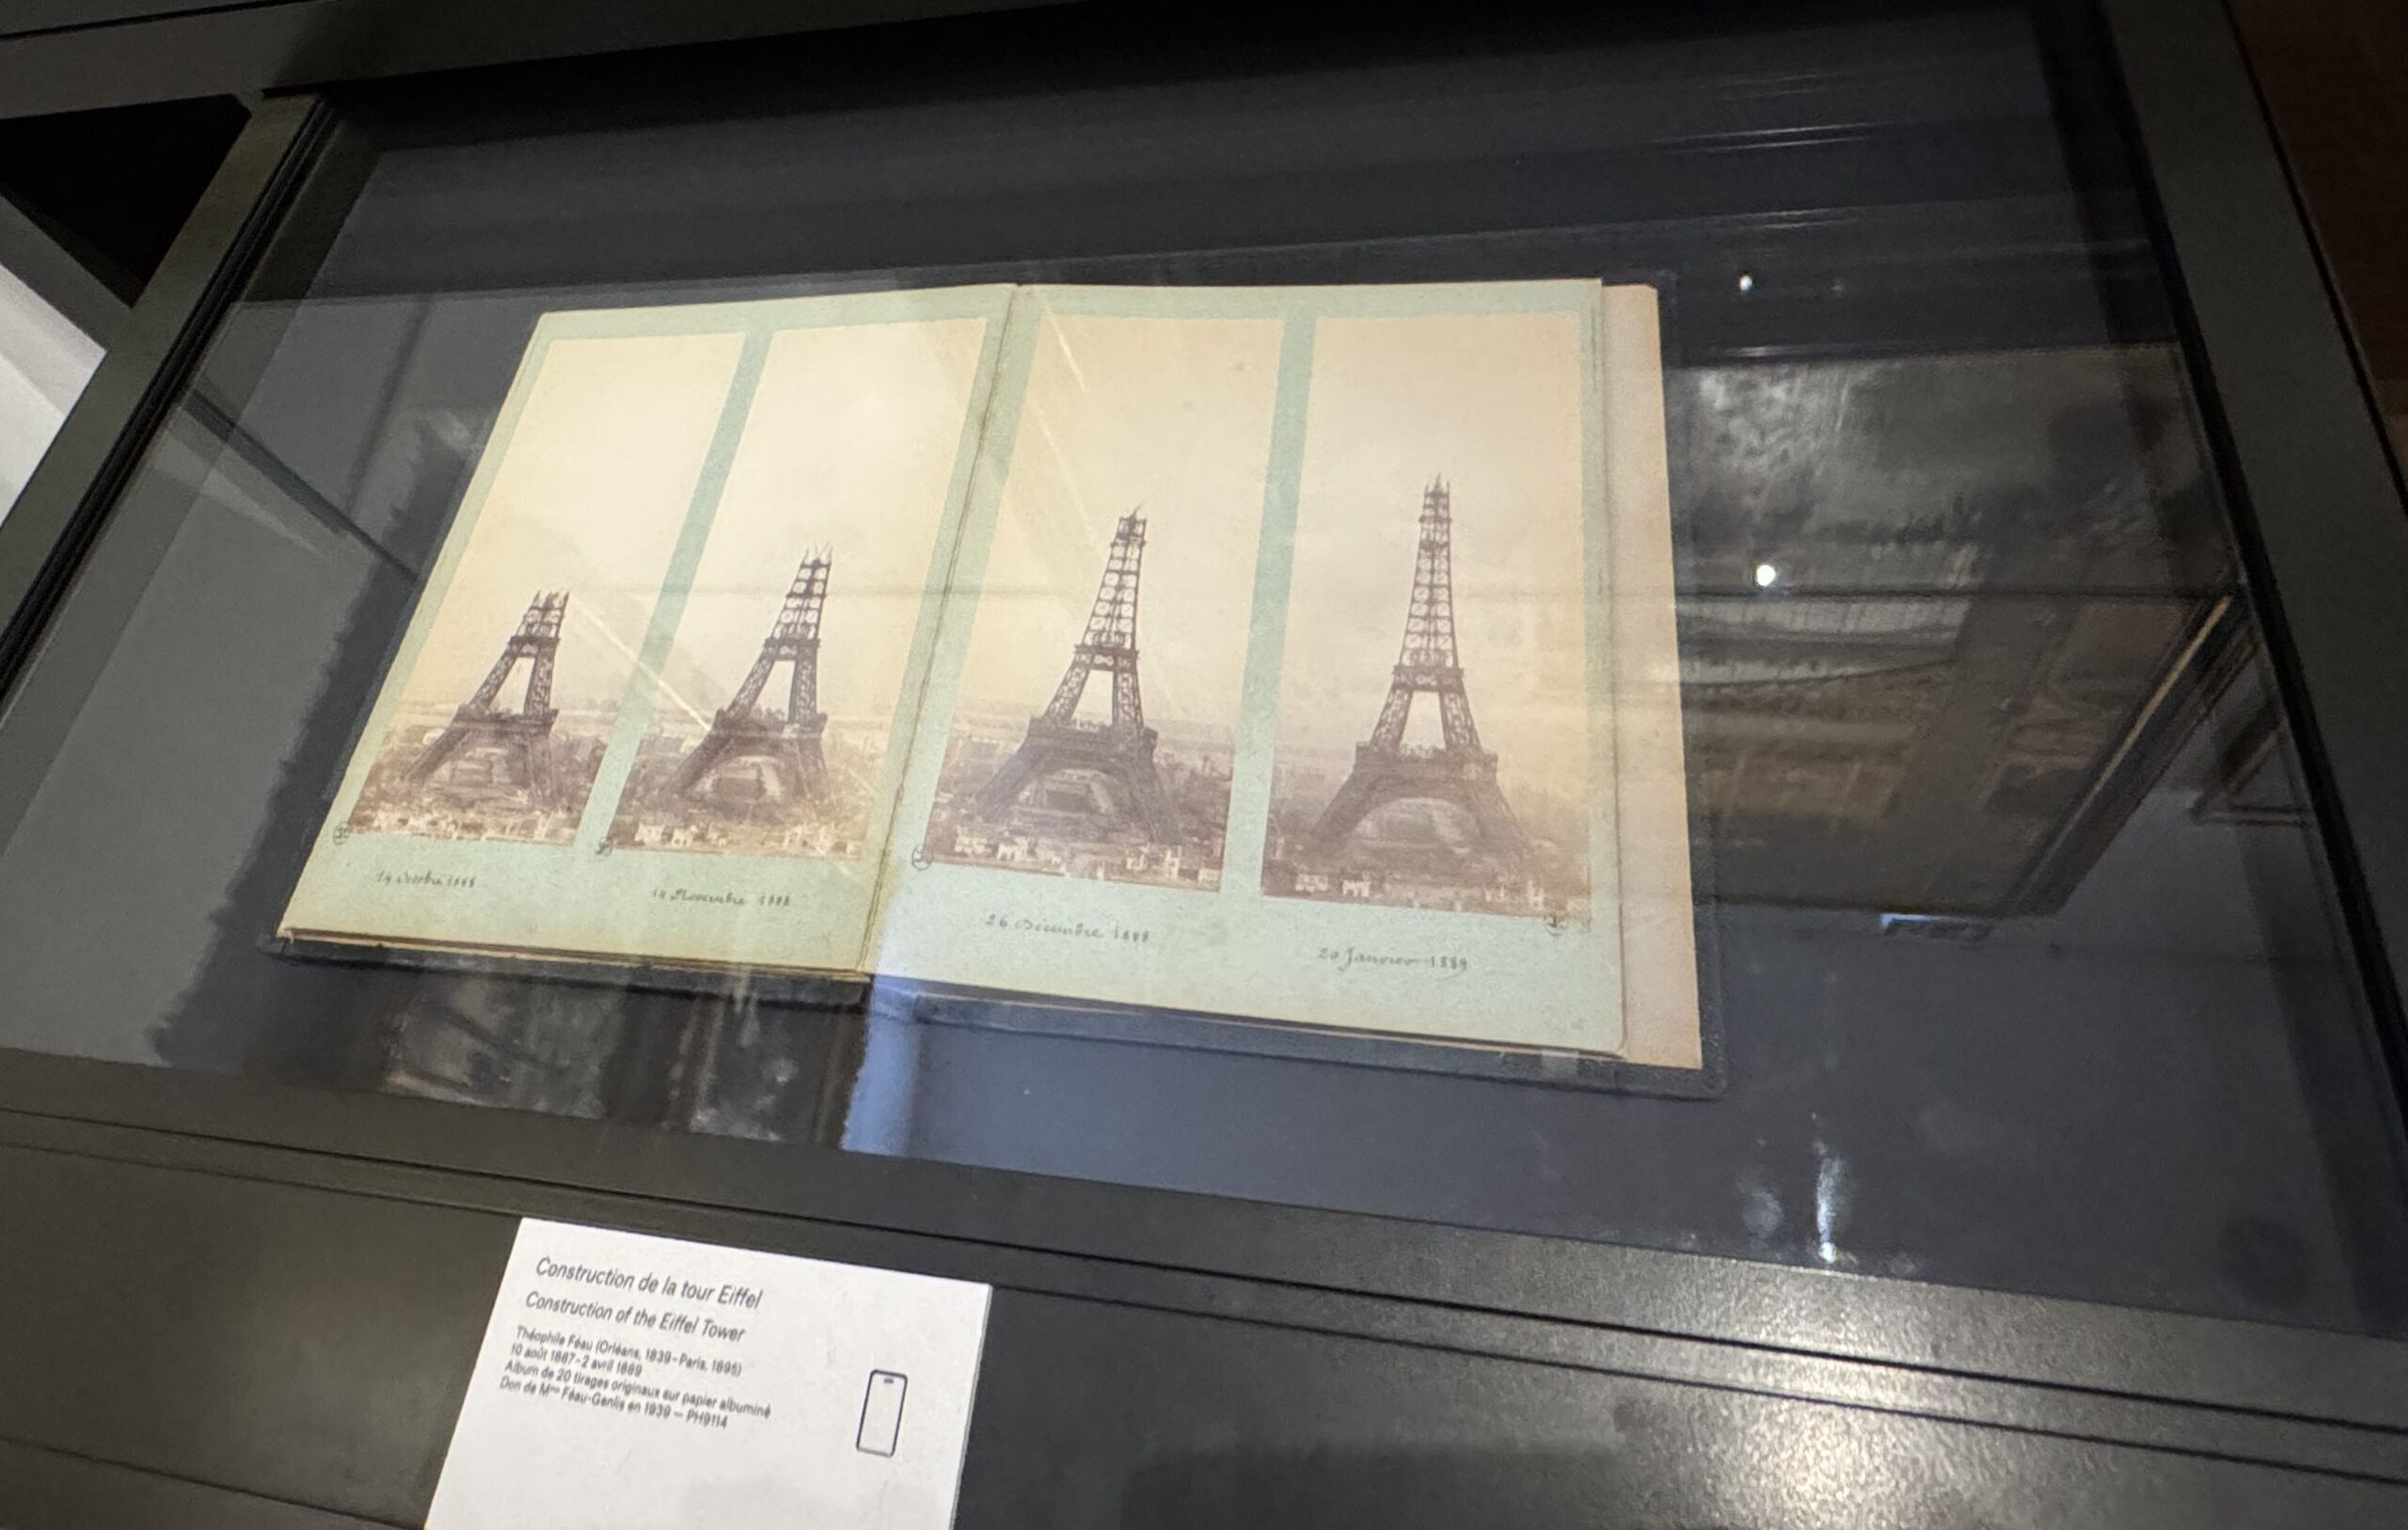 14 Octobre 1888
14 Novembre 1888
26 Décembre 1888
20 Janvier 1889
Construction de la tour Eiffel
Construction of the Eiffel Tower
Théophile Féau (Orléans, 1839 – Paris, 1895)
10 août 1887 – 2 avril 1889
Album de 20 tirages originaux sur papier albuminé
Don de Mme Féau-Genlis en 1939 — PH9114